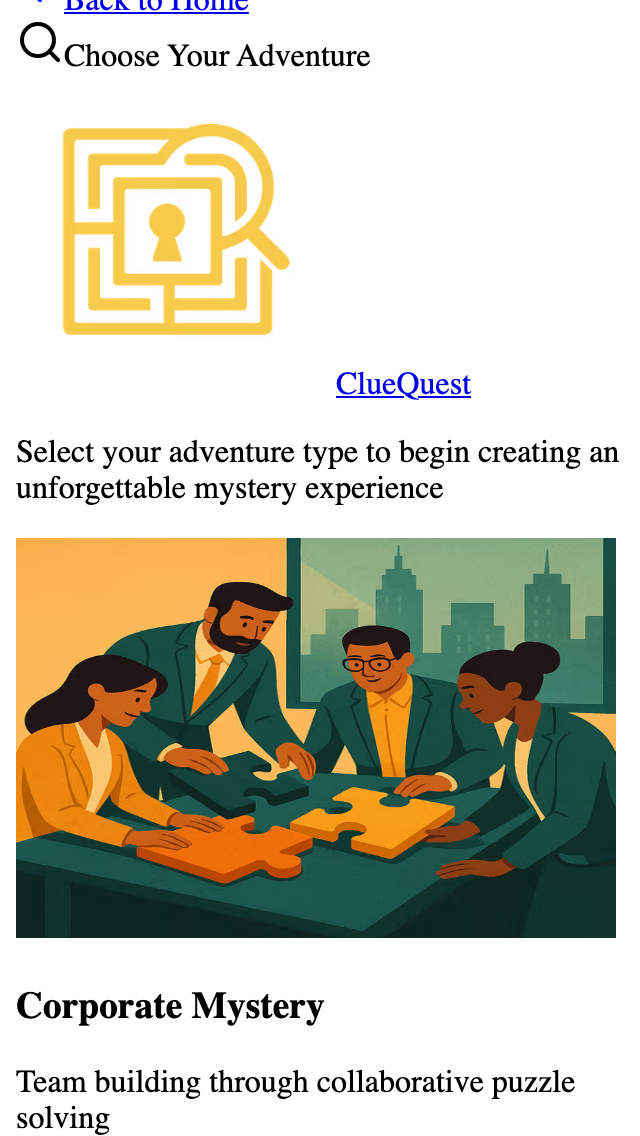 Back to Home
Choose Your Adventure
ClueQuest
Select your adventure type to begin creating an
unforgettable mystery experience
Corporate Mystery
Team building through collaborative puzzle
solving